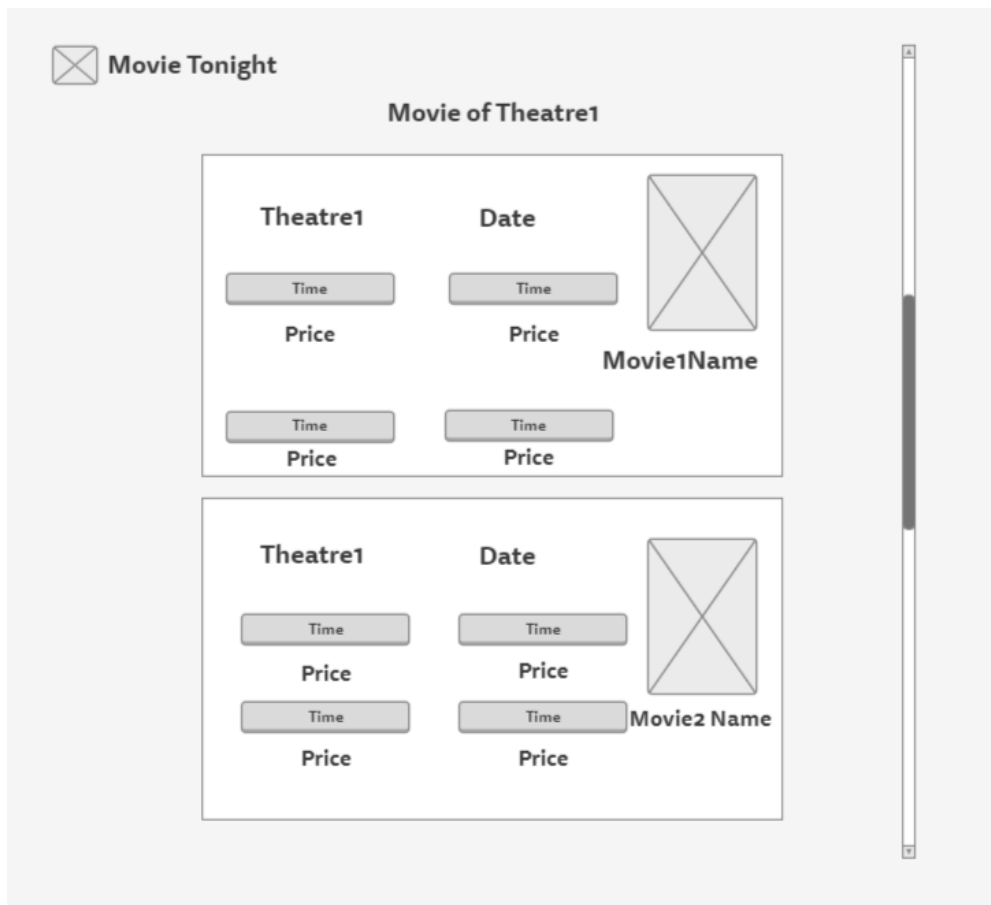 Movie Tonight
Movie of Theatre1
Theatre1 Date
Time Time
Price Price
Movie1Name
Time Time
Price Price
Theatre1 Date
Time Time
Price Price
Time Time
Movie2 Name
Price Price